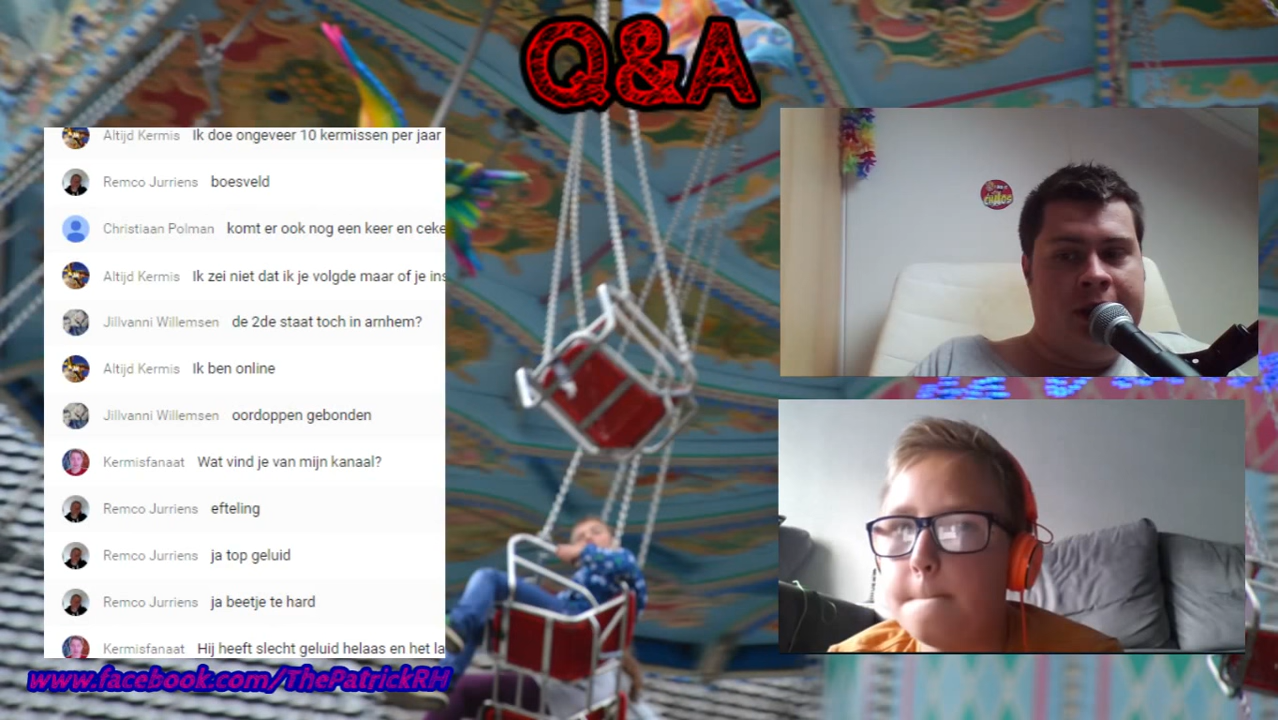 Q&A
Altijd Kermis Ik doe ongeveer 10 kermissen per jaar
Remco Jurriens boesveld
Christiaan Polman komt er ook nog een keer en ceke
Altijd Kermis Ik zei niet dat ik je volgde maar of je ins
Jillvanni Willemsen de 2de staat toch in arnhem?
Altijd Kermis Ik ben online
Jillvanni Willemsen oordoppen gebonden
Kermisfanaat Wat vind je van mijn kanaal?
Remco Jurriens efteling
Remco Jurriens ja top geluid
Remco Jurriens ja beetje te hard
Kermisfanaat Hij heeft slecht geluid helaas en het la
www.facebook.com/ThePatrickRH